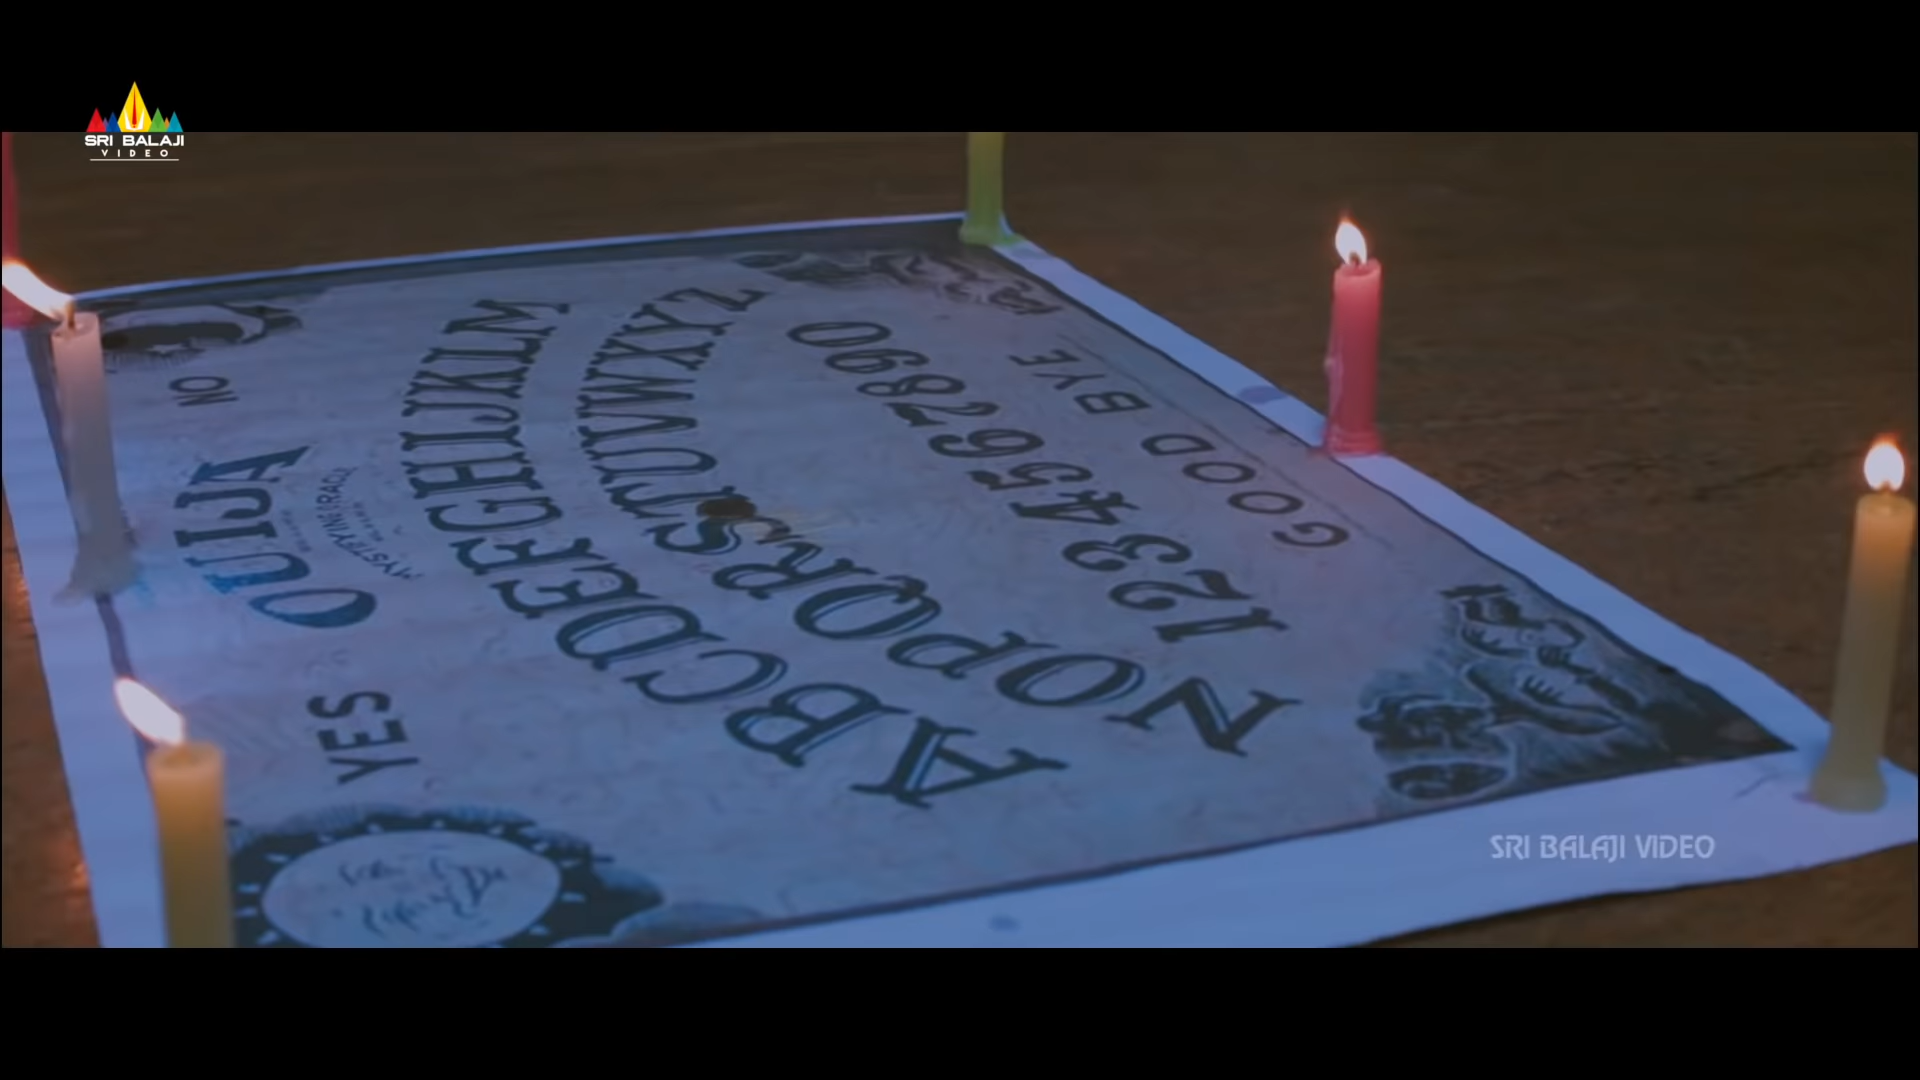 SRI BALAJI
VIDEO
NO
OUIJA
YES
ABCDEFGHIJKLM
NOPQRSTUVWXYZ
1234567890
GOOD BYE
SRI BALAJI VIDEO